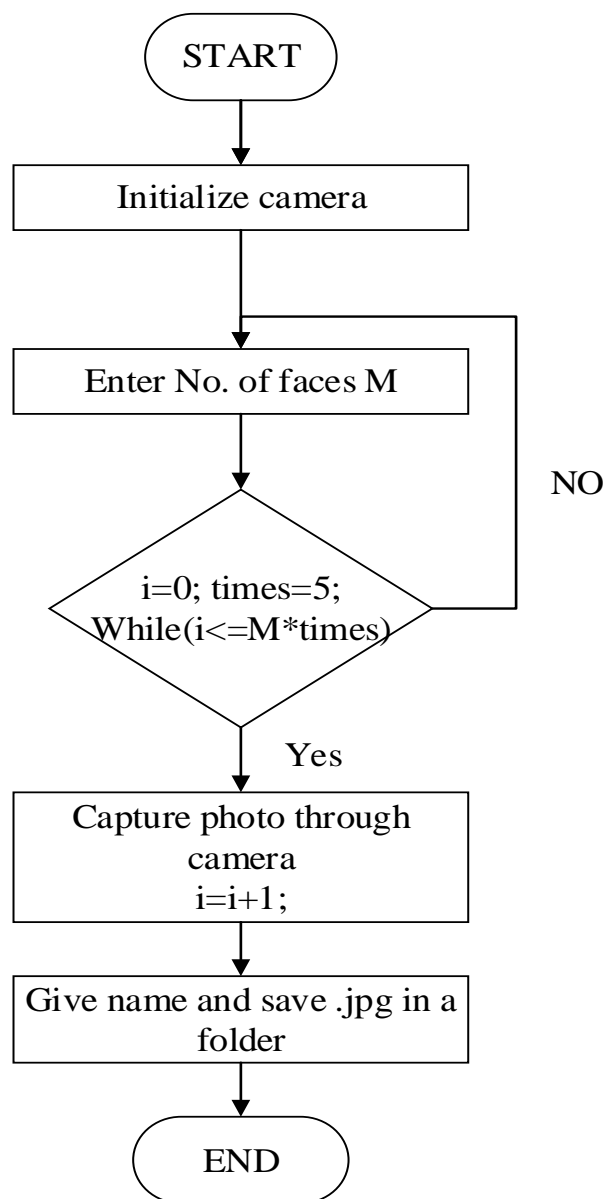 START
Initialize camera
Enter No. of faces M
NO
i=0; times=5;
While(i<=M*times)
Yes
Capture photo through
camera
i=i+1;
Give name and save .jpg in a
folder
END